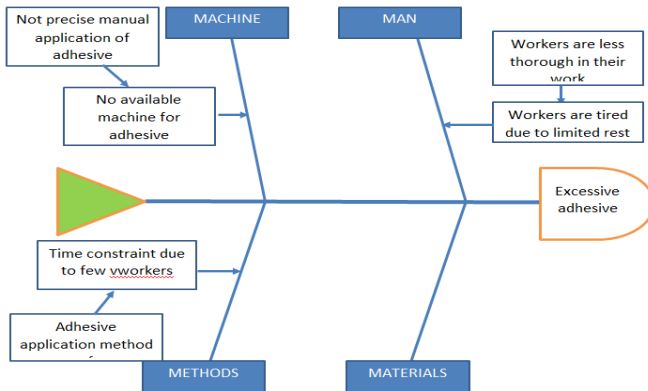 Not precise manual
application of
adhesive
MACHINE
MAN
Workers are less
thorough in their
work
No available
machine for
adhesive
Workers are tired
due to limited rest
Excessive
adhesive
Time constraint due
to few vworkers
Adhesive
application method
METHODS
MATERIALS